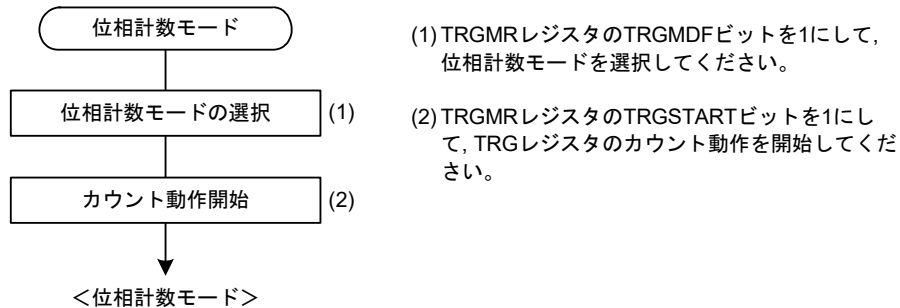 位相計数モード
位相計数モードの選択 (1)
カウント動作開始 (2)
＜位相計数モード＞
(1) TRGMRレジスタのTRGMDFビットを1にして,
位相計数モードを選択してください。
(2) TRGMRレジスタのTRGSTARTビットを1にし
て, TRGレジスタのカウント動作を開始してくだ
さい。